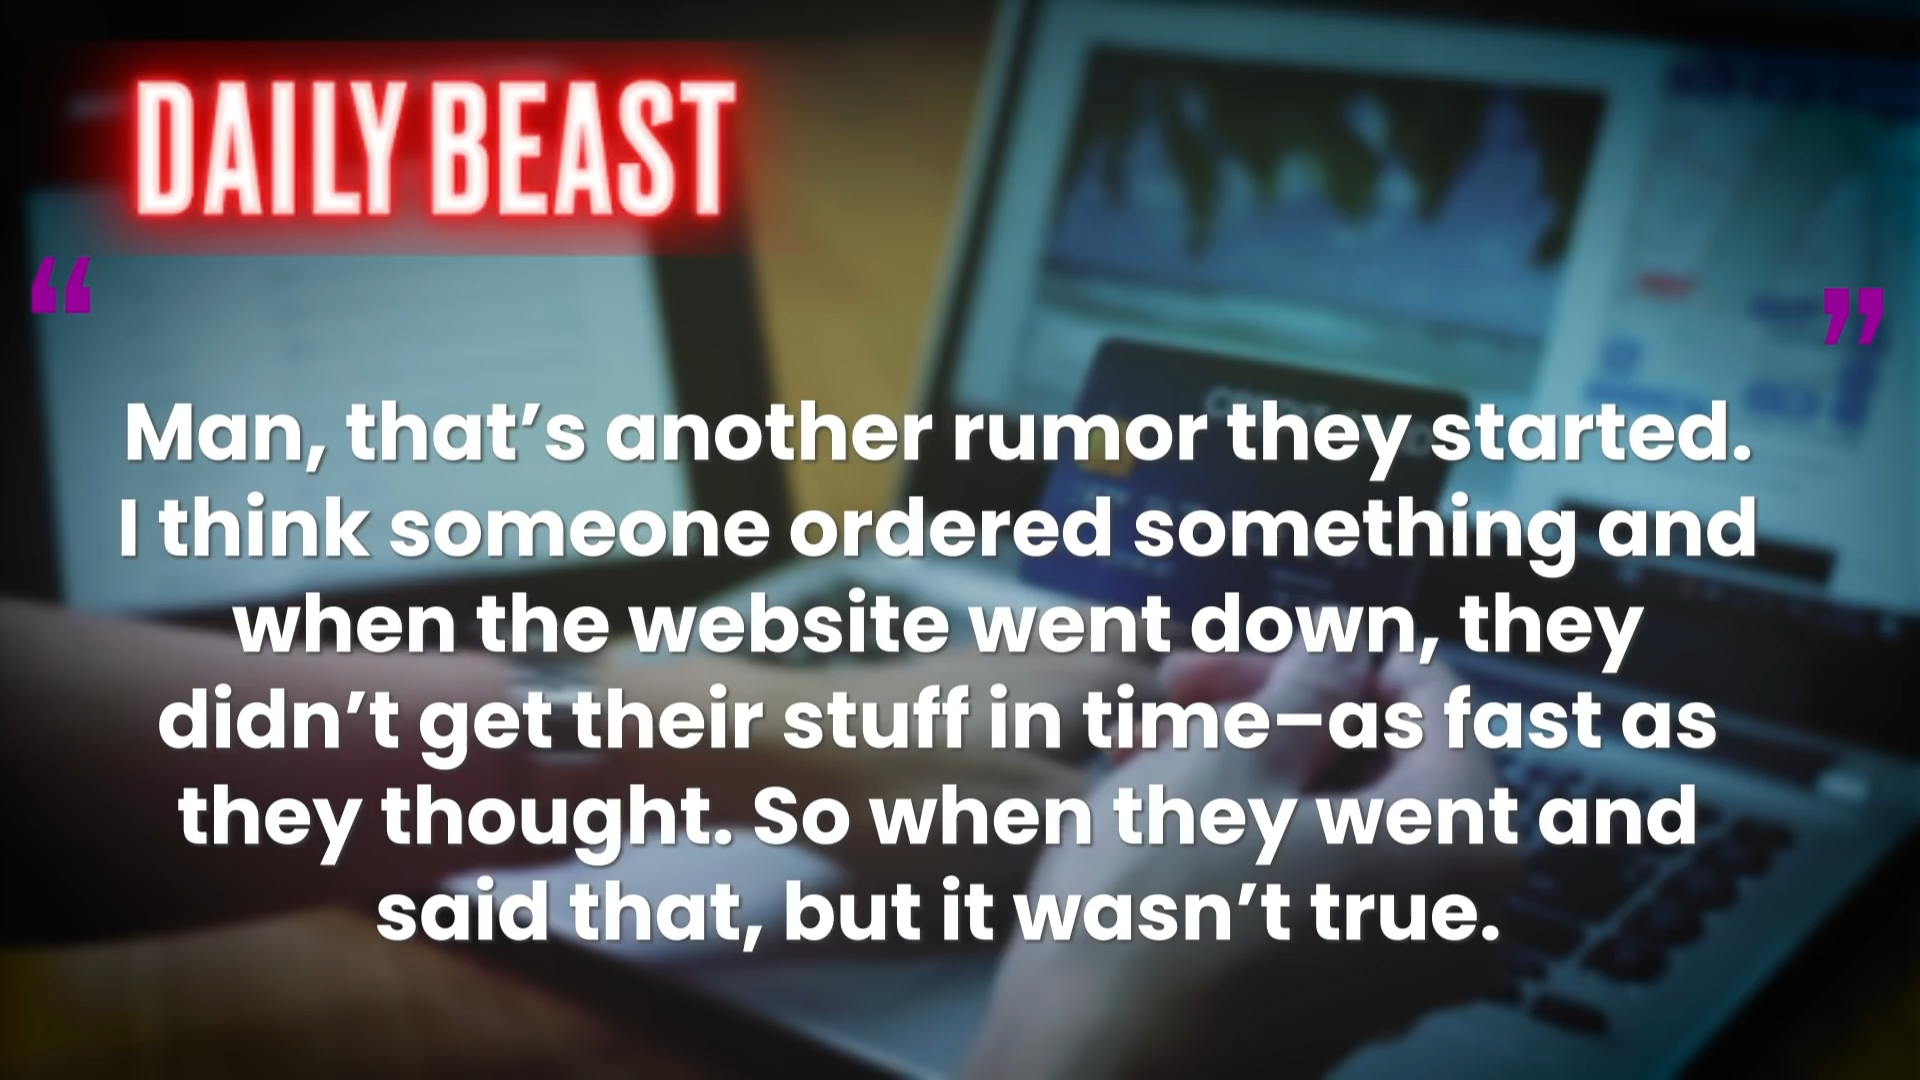 DAILY BEAST
“ ”
Man, that’s another rumor they started.
I think someone ordered something and
when the website went down, they
didn’t get their stuff in time–as fast as
they thought. So when they went and
said that, but it wasn’t true.